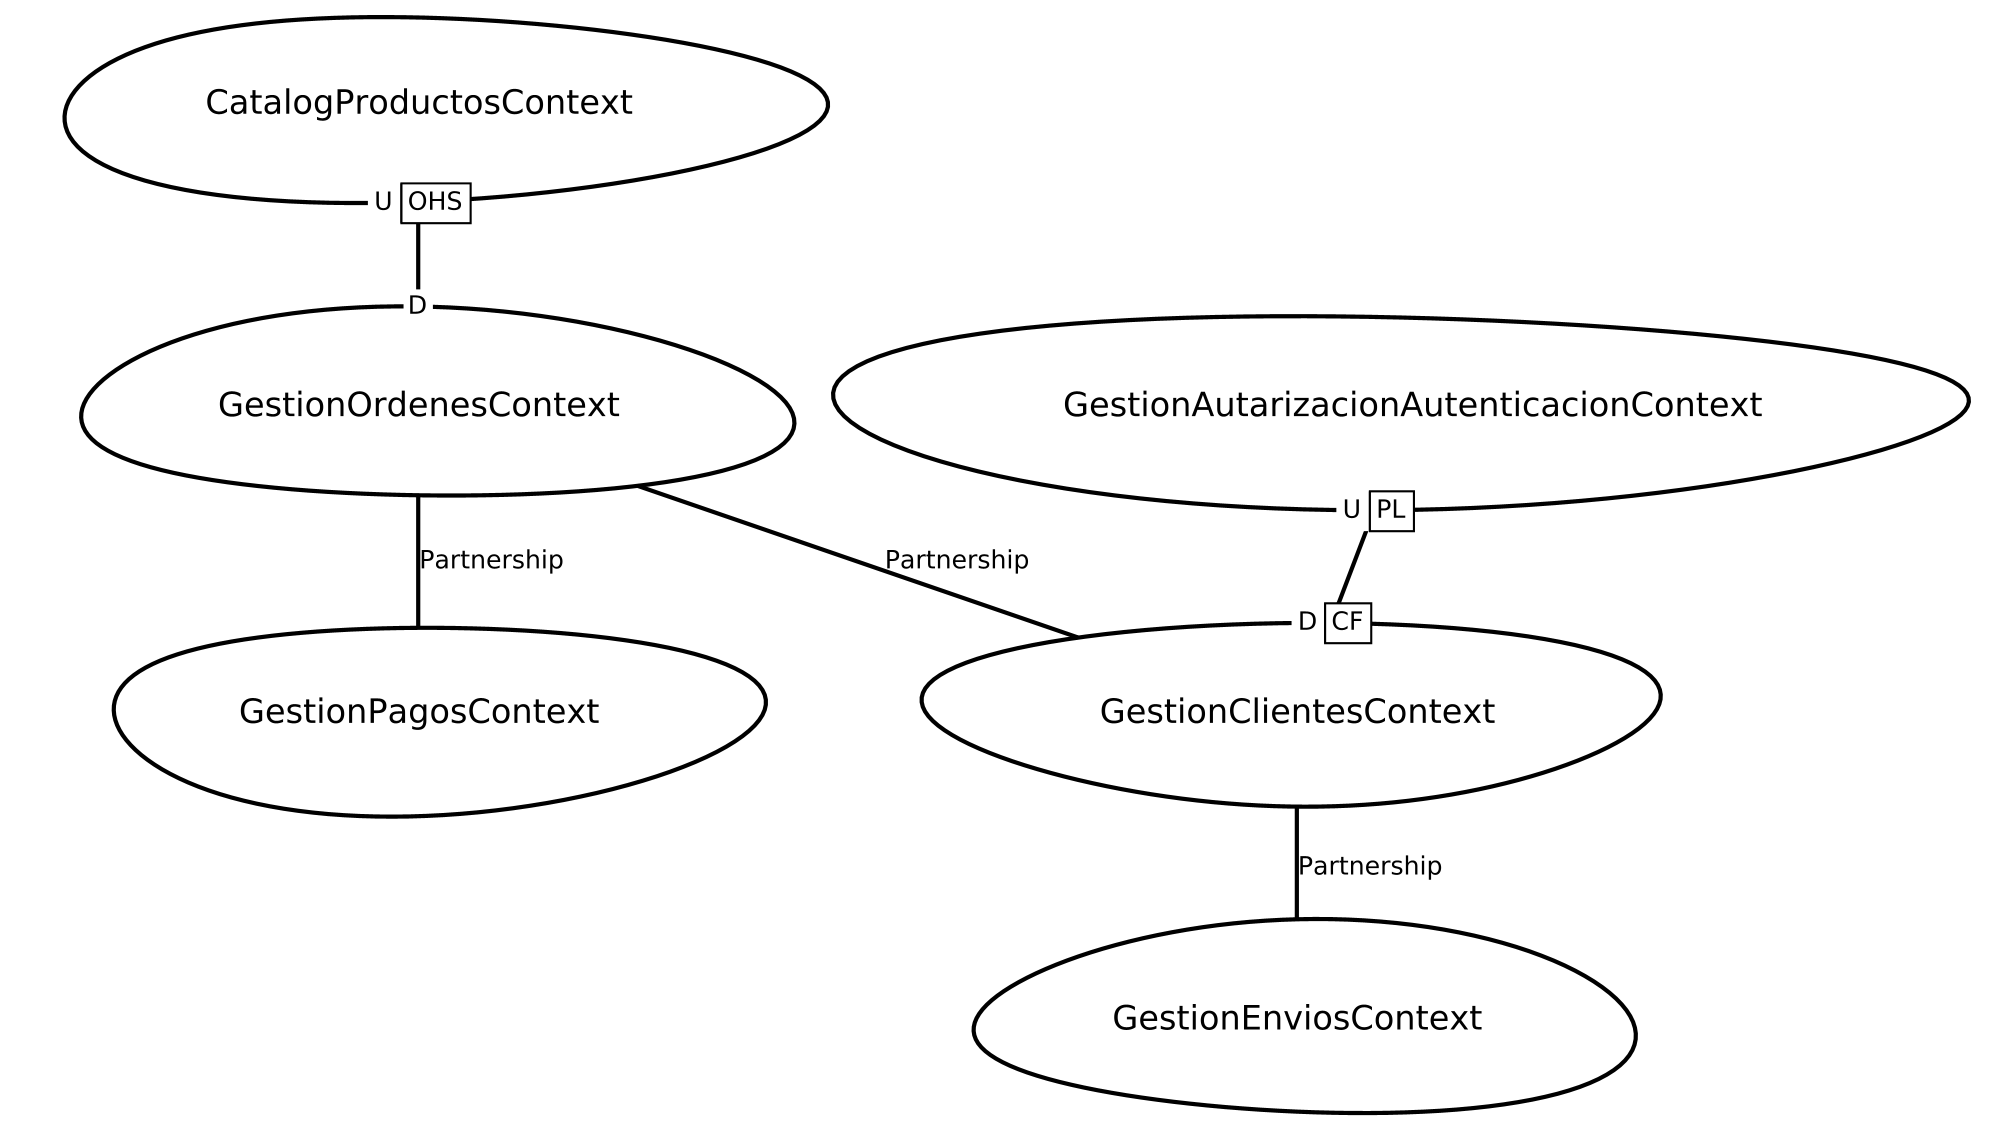 CatalogProductosContext
U OHS
D
GestionOrdenesContext
GestionAutarizacionAutenticacionContext
U PL
Partnership
Partnership
D CF
GestionPagosContext
GestionClientesContext
Partnership
GestionEnviosContext